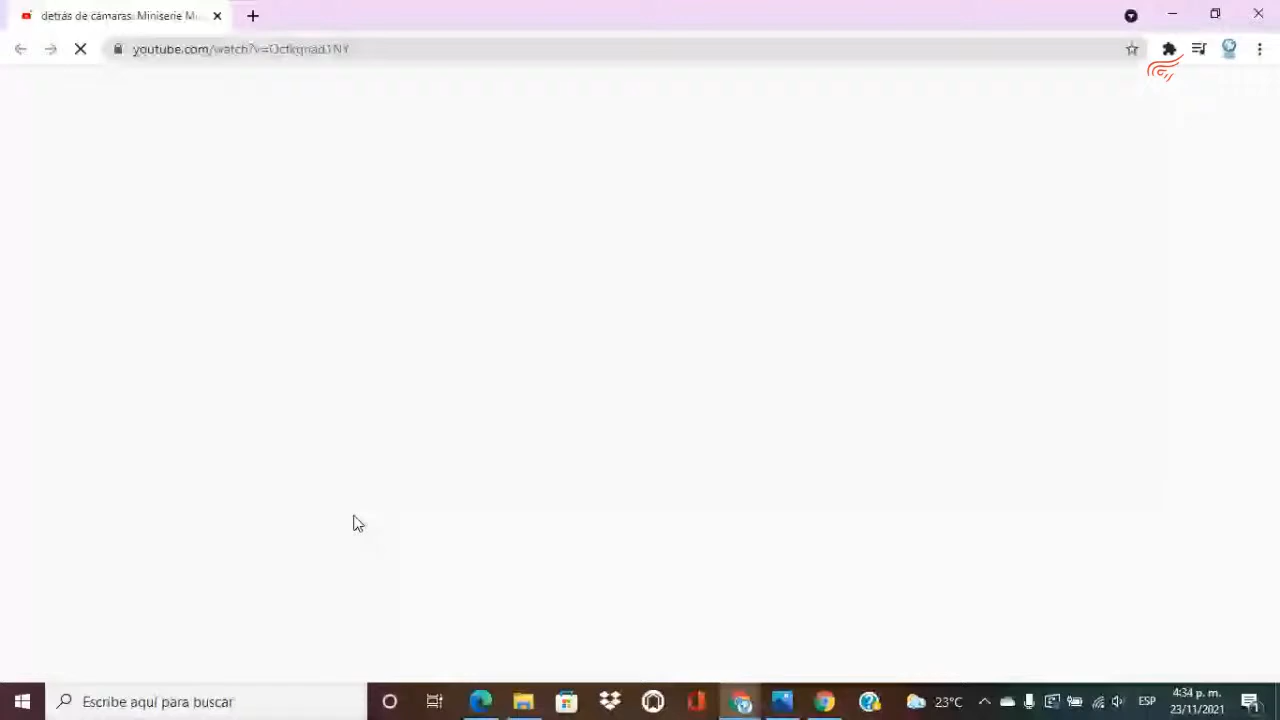 detrás de cámaras. Miniserie M
youtube.com/watch?v=
Escribe aquí para buscar
23°C
ESP
4:34 p. m.
23/11/2021